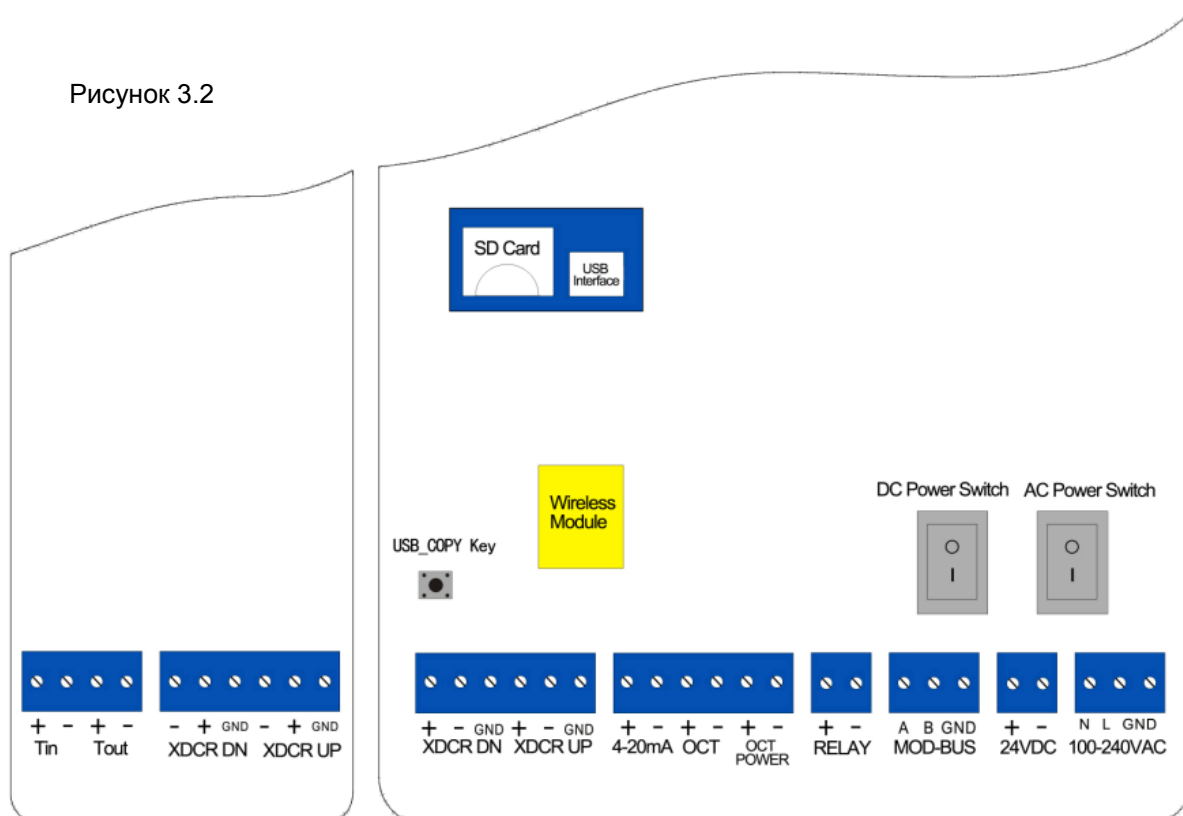 Рисунок 3.2
SD Card
USB
Interface
Wireless
Module
DC Power Switch
AC Power Switch
USB_COPY Key
+ - + -
Tin Tout
- + GND - + GND
XDCR DN XDCR UP
+ - GND + - GND
XDCR DN XDCR UP
+ - + - + -
4-20mA OCT OCT
POWER
+ -
RELAY
A B GND
MOD-BUS
+ -
24VDC
N L GND
100-240VAC